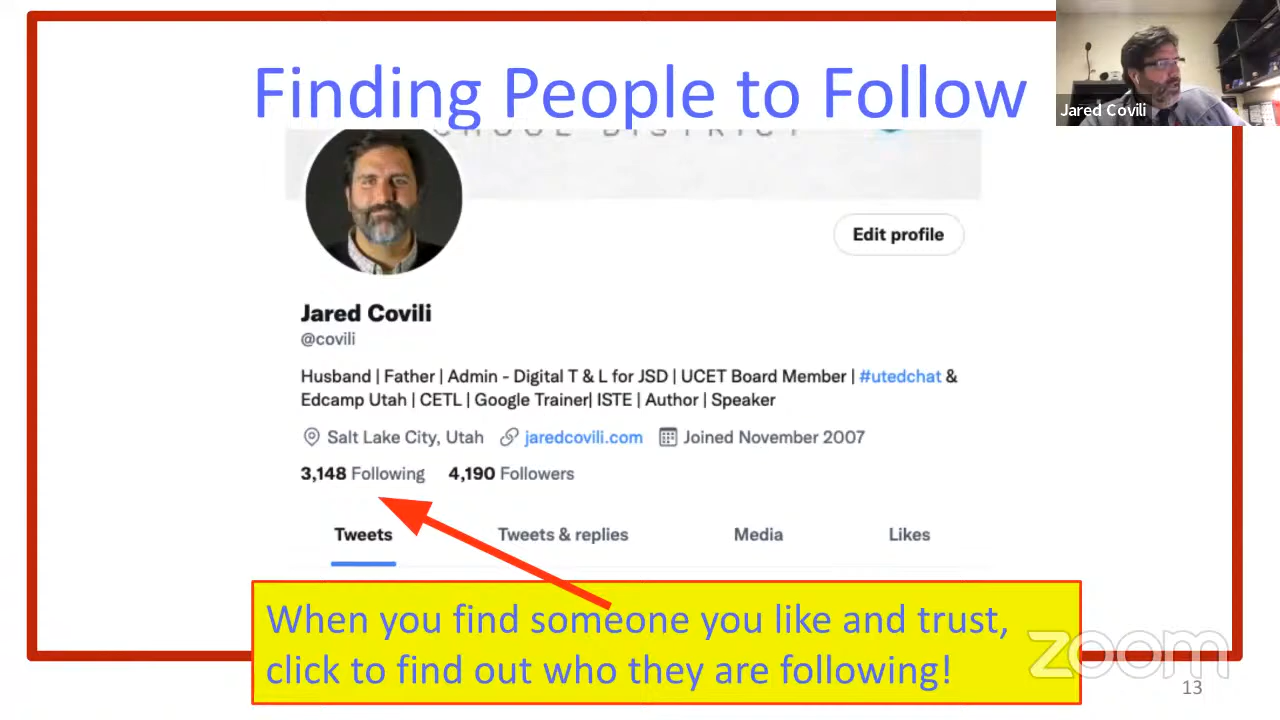 Finding People to Follow
Jared Covili
SCHOOL DISTRICT
Edit profile
Jared Covili
@covili
Husband | Father | Admin - Digital T & L for JSD | UCET Board Member | #utedchat &
Edcamp Utah | CETL | Google Trainer| ISTE | Author | Speaker
Salt Lake City, Utah jaredcovili.com Joined November 2007
3,148 Following 4,190 Followers
Tweets Tweets & replies Media Likes
When you find someone you like and trust,
click to find out who they are following!
zoom
13